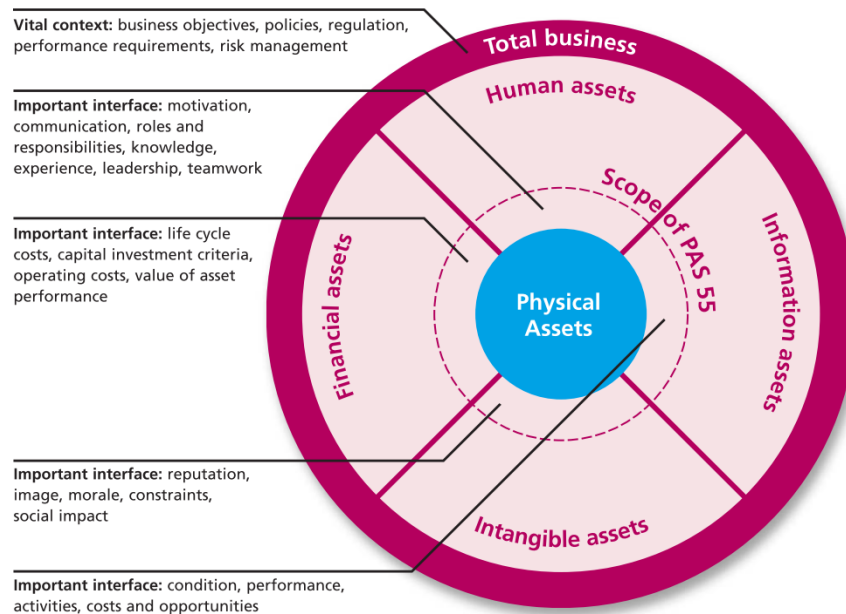 Vital context: business objectives, policies, regulation,
performance requirements, risk management
Important interface: motivation,
communication, roles and
responsibilities, knowledge,
experience, leadership, teamwork
Important interface: life cycle
costs, capital investment criteria,
operating costs, value of asset
performance
Important interface: reputation,
image, morale, constraints,
social impact
Important interface: condition, performance,
activities, costs and opportunities
Total business
Human assets
Scope of PAS 55
Information assets
Financial assets
Physical
Assets
Intangible assets